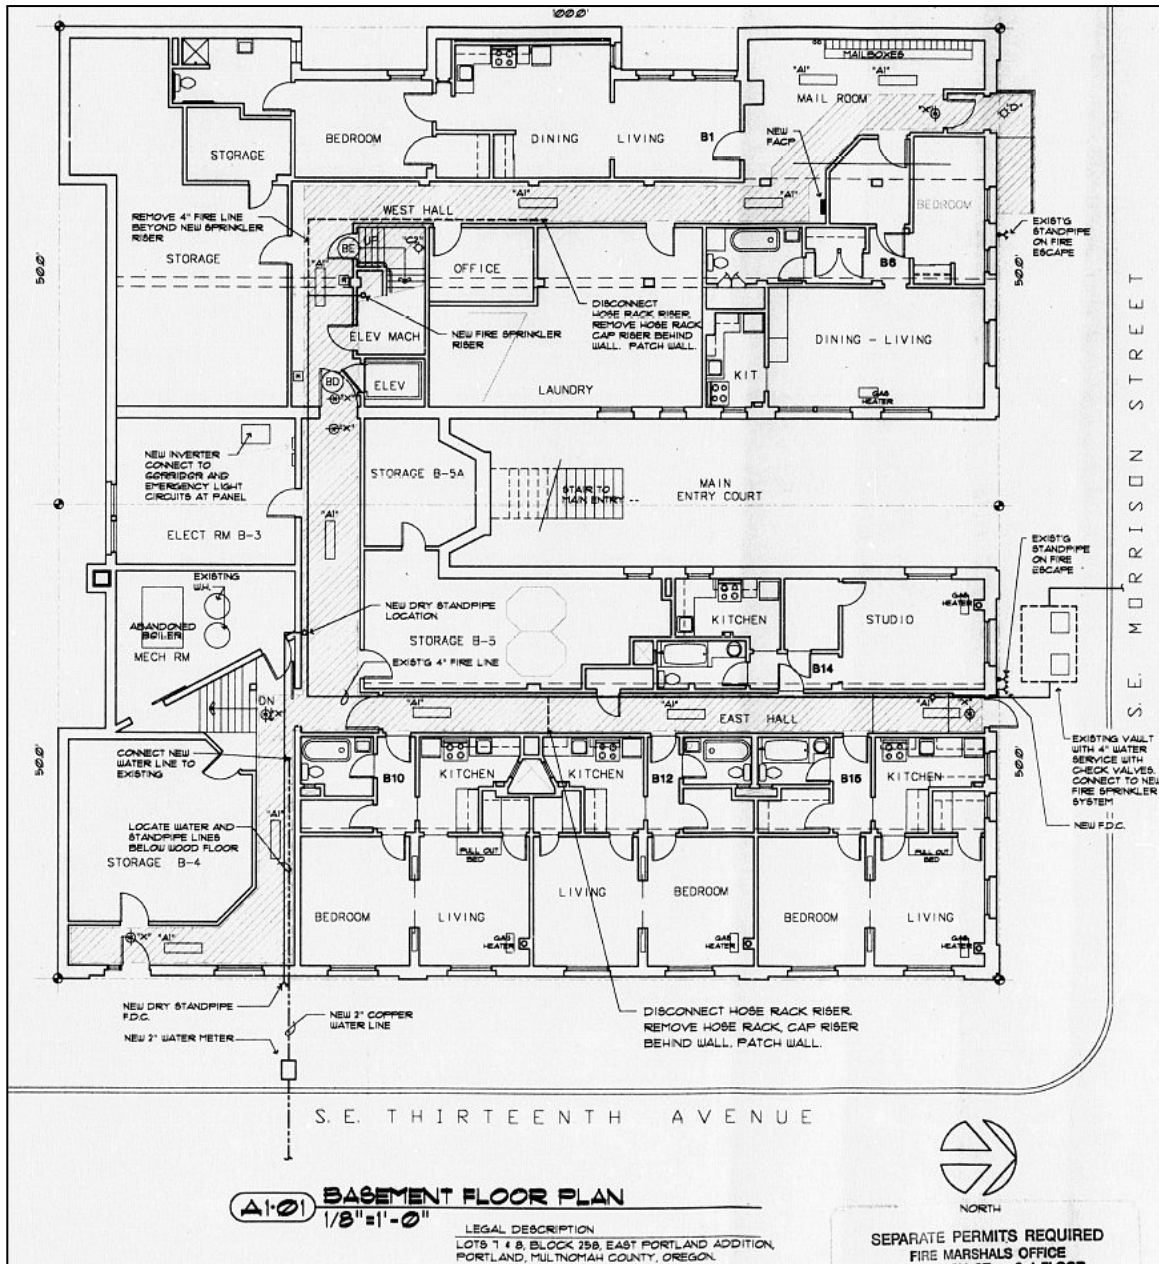 100.0'
MAILBOXES
"A1" "A1"
MAIL ROOM
"X" "D"
BEDROOM
DINING
LIVING
B1
NEW
FACP
STORAGE
"A1"
"A1"
WEST HALL
BEDROOM
REMOVE 4" FIRE LINE
BEYOND NEW SPRINKLER
RISER
EXIST'G
STANDPIPE
ON FIRE
ESCAPE
UP
BE
STORAGE
"A1"
OFFICE
B6
50.0'
50.0'
DISCONNECT
HOSE RACK RISER.
REMOVE HOSE RACK,
CAP RISER BEHIND
WALL. PATCH WALL.
NEW FIRE SPRINKLER
RISER
ELEV MACH
DINING - LIVING
KIT
BD
ELEV
LAUNDRY
GAS
HEATER
"X"
"X"
NEW INVERTER
CONNECT TO
CORRIDOR AND
EMERGENCY LIGHT
CIRCUITS AT PANEL
STORAGE B-5A
STAIR TO
MAIN ENTRY
MAIN
ENTRY COURT
"A1"
ELECT RM B-3
EXIST'G
STANDPIPE
ON FIRE
ESCAPE
EXISTING
W.H.
ABANDONED
BOILER
MECH RM
NEW DRY STANDPIPE
LOCATION
STORAGE B-5
KITCHEN
STUDIO
GAS
HEATER
EXIST'G 4" FIRE LINE
B14
DN
"X"
"A1"
"A1"
EAST HALL
"A1"
"X"
S.E. MORRISON STREET
50.0'
50.0'
CONNECT NEW
WATER LINE TO
EXISTING
B10
KITCHEN
KITCHEN
B12
B15
KITCHEN
EXISTING VAULT
WITH 4" WATER
SERVICE WITH
CHECK VALVES.
CONNECT TO NEW
FIRE SPRINKLER
SYSTEM
NEW F.D.C.
LOCATE WATER AND
STANDPIPE LINES
BELOW WOOD FLOOR
"A1"
STORAGE B-4
PULL OUT
BED
PULL OUT
BED
BEDROOM
LIVING
LIVING
BEDROOM
BEDROOM
LIVING
GAS
HEATER
GAS
HEATER
GAS
HEATER
"X" "A1"
NEW DRY STANDPIPE
F.D.C.
NEW 2" COPPER
WATER LINE
NEW 2" WATER METER
DISCONNECT HOSE RACK RISER.
REMOVE HOSE RACK, CAP RISER
BEHIND WALL. PATCH WALL.
S.E. THIRTEENTH AVENUE
NORTH
A1.01
BASEMENT FLOOR PLAN
1/8"=1'-0"
LEGAL DESCRIPTION
LOTS 7 & 8, BLOCK 258, EAST PORTLAND ADDITION,
PORTLAND, MULTNOMAH COUNTY, OREGON.
SEPARATE PERMITS REQUIRED
FIRE MARSHALS OFFICE